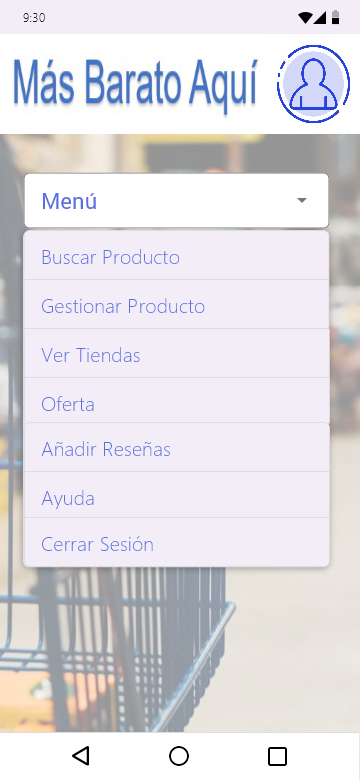 9:30
Más Barato Aquí
Menú
Buscar Producto
Gestionar Producto
Ver Tiendas
Oferta
Añadir Reseñas
Ayuda
Cerrar Sesión